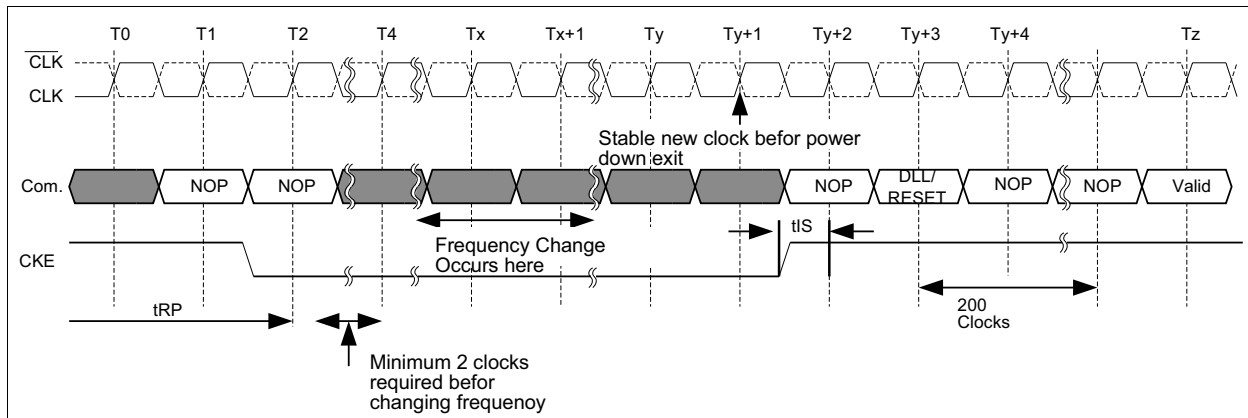 T0 T1 T2 T4 Tx Tx+1 Ty Ty+1 Ty+2 Ty+3 Ty+4 Tz
CLK
CLK
Stable new clock befor power
down exit
Com. NOP NOP NOP DLL/
RESET NOP NOP Valid
tIS
Frequency Change
Occurs here
CKE
tRP
200
Clocks
Minimum 2 clocks
required befor
changing frequenoy